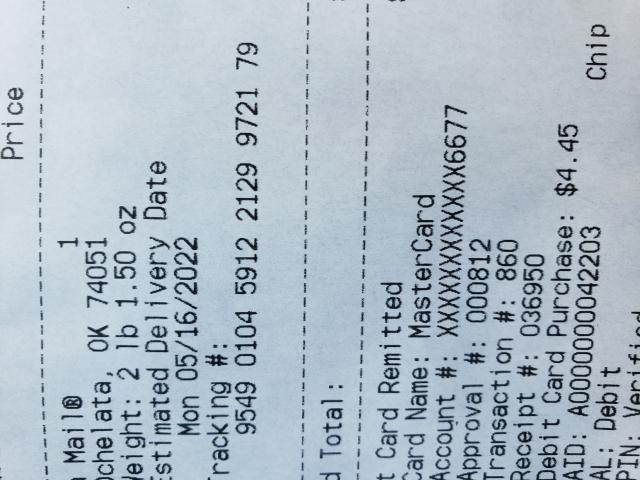 Price
Mail® 1
ochelata, OK 74051
Weight: 2 lb 1.50 oz
Estimated Delivery Date
Mon 05/16/2022
Tracking #:
9549 0104 5912 2129 9721 79
d Total:
t Card Remitted
Card Name: MasterCard
Account #: XXXXXXXXXXXX6677
Approval #: 000812
Transaction #: 860
Receipt #: 036950
Debit Card Purchase: $4.45
AID: A0000000042203 Chip
AL: Debit
PIN: Verified